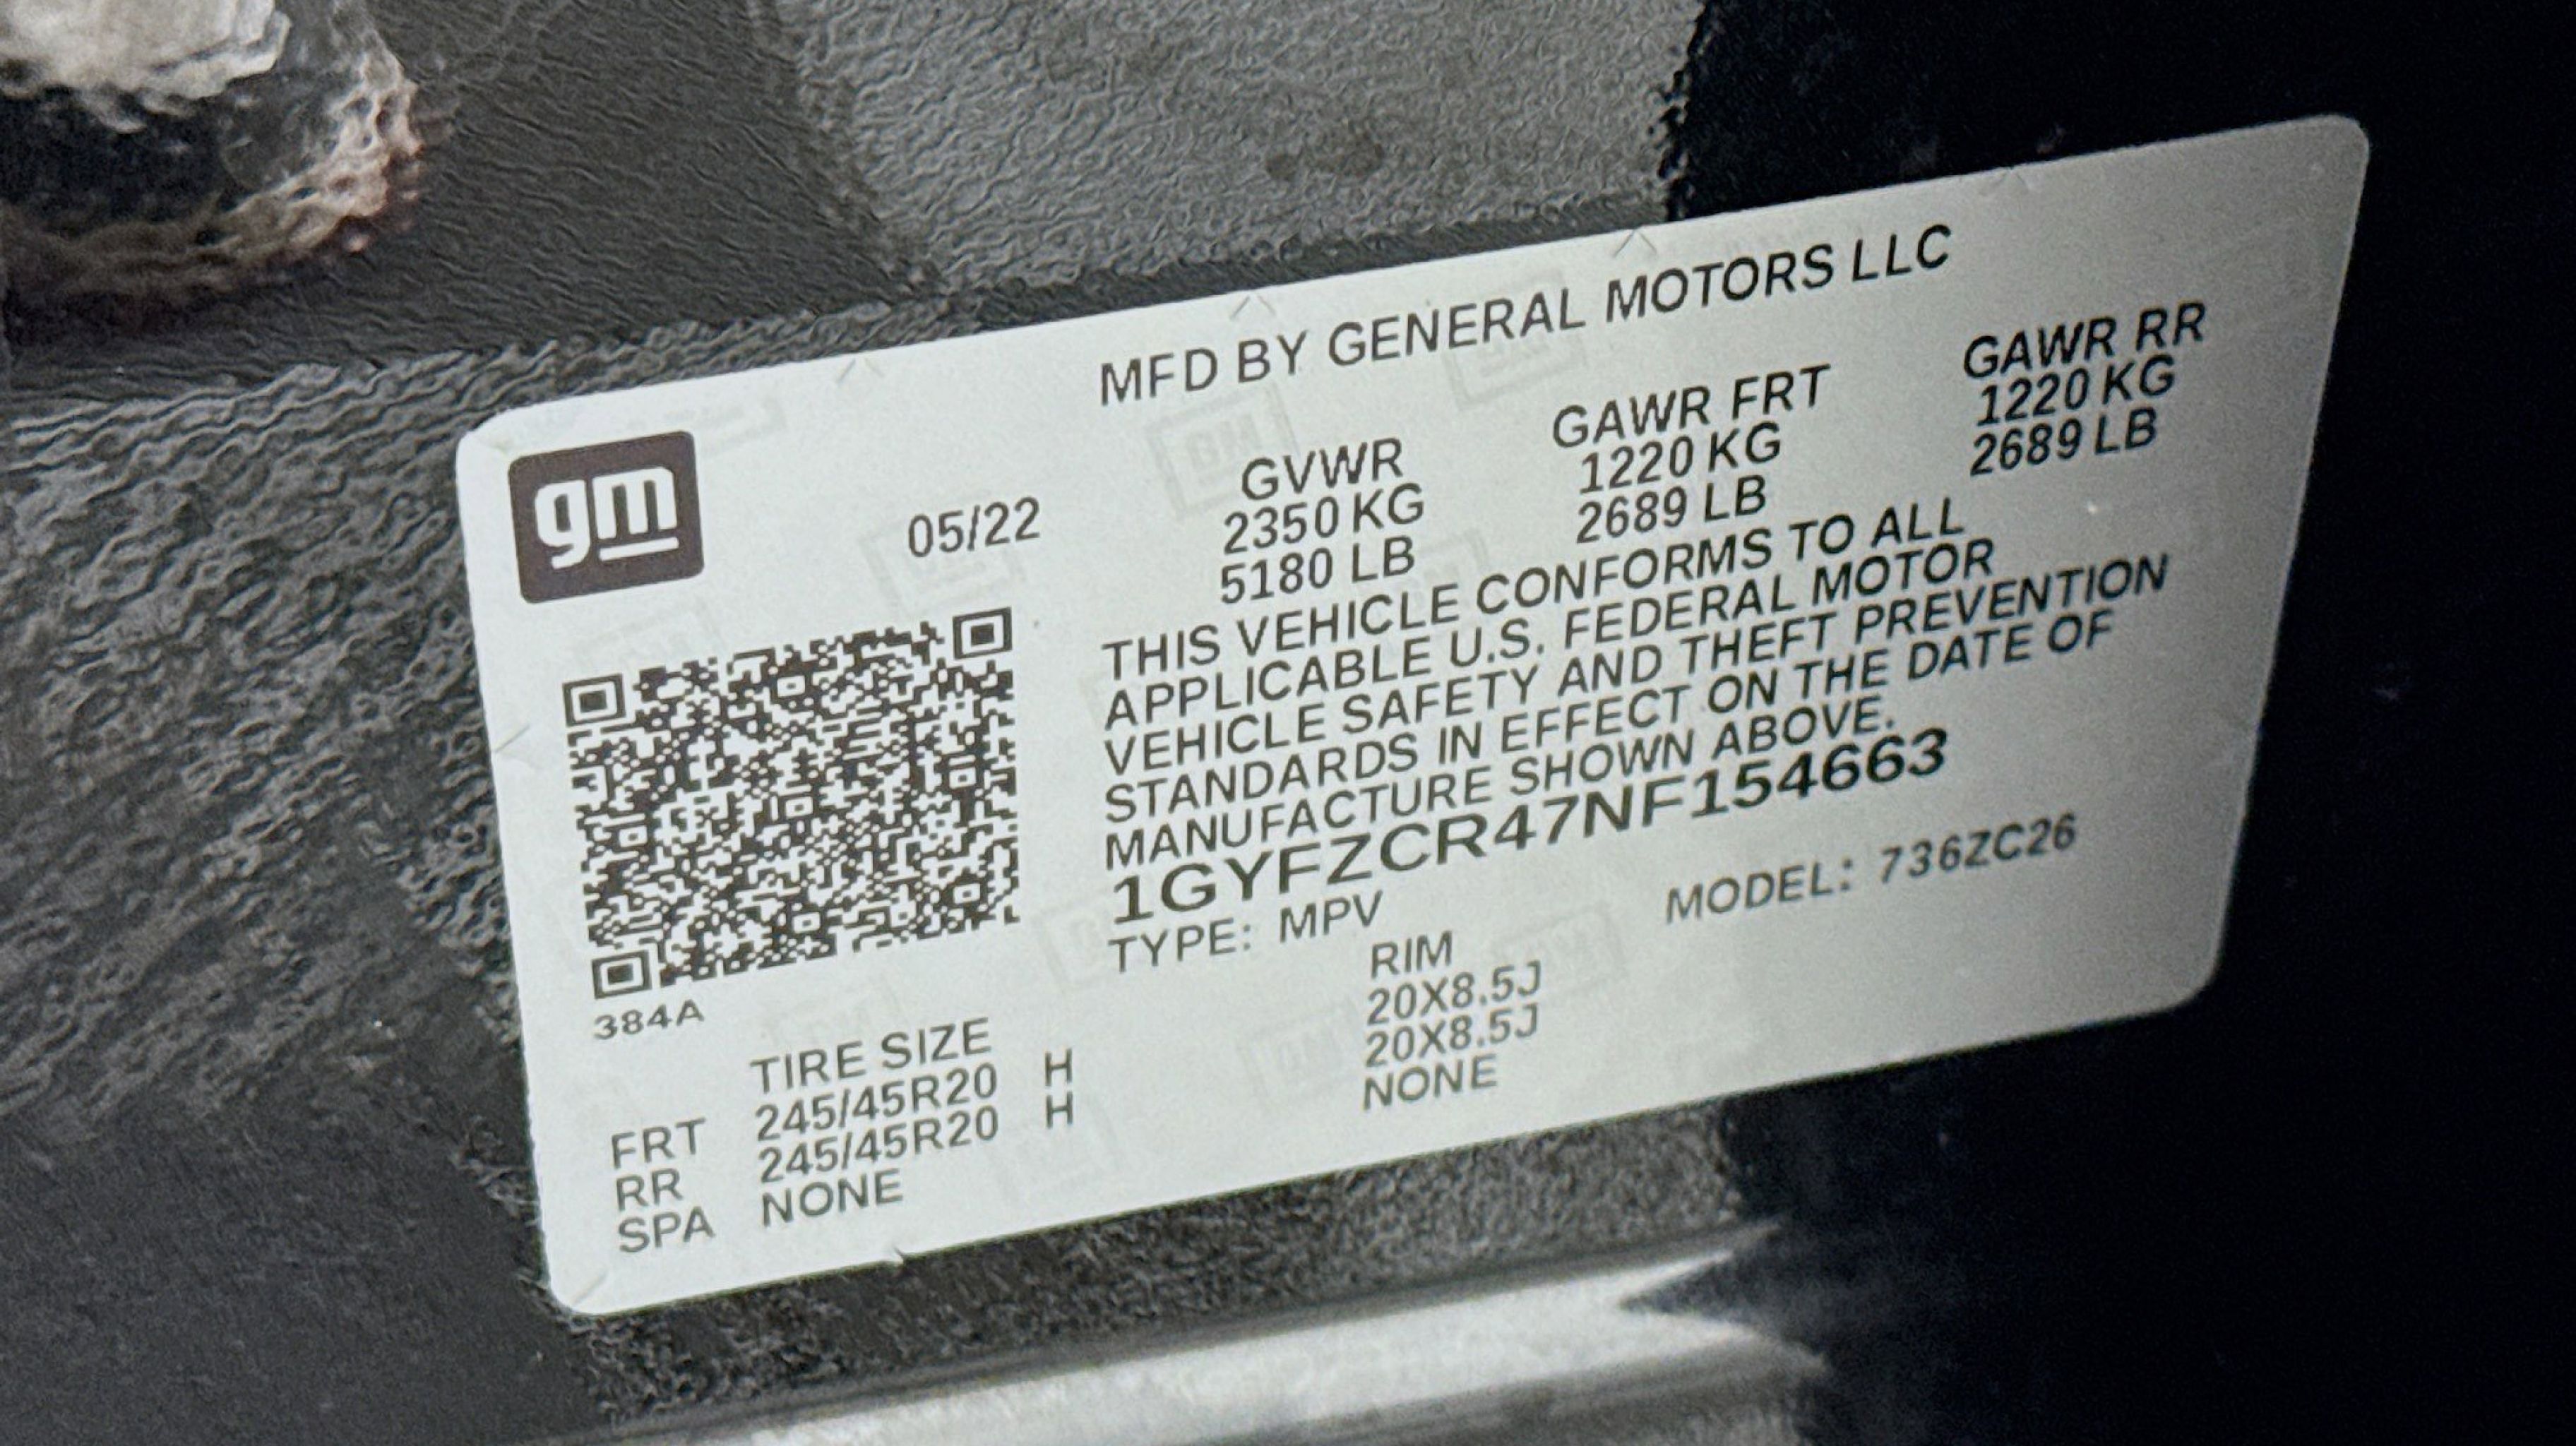 MFD BY GENERAL MOTORS LLC
gm
05/22
GVWR GAWR FRT GAWR RR
2350 KG 1220 KG 1220 KG
5180 LB 2689 LB 2689 LB
THIS VEHICLE CONFORMS TO ALL
APPLICABLE U.S. FEDERAL MOTOR
VEHICLE SAFETY AND THEFT PREVENTION
STANDARDS IN EFFECT ON THE DATE OF
MANUFACTURE SHOWN ABOVE.
1GYFZCR47NF154663
TYPE: MPV MODEL: 736ZC26
384A
TIRE SIZE RIM
FRT 245/45R20 H 20X8.5J
RR 245/45R20 H 20X8.5J
SPA NONE NONE